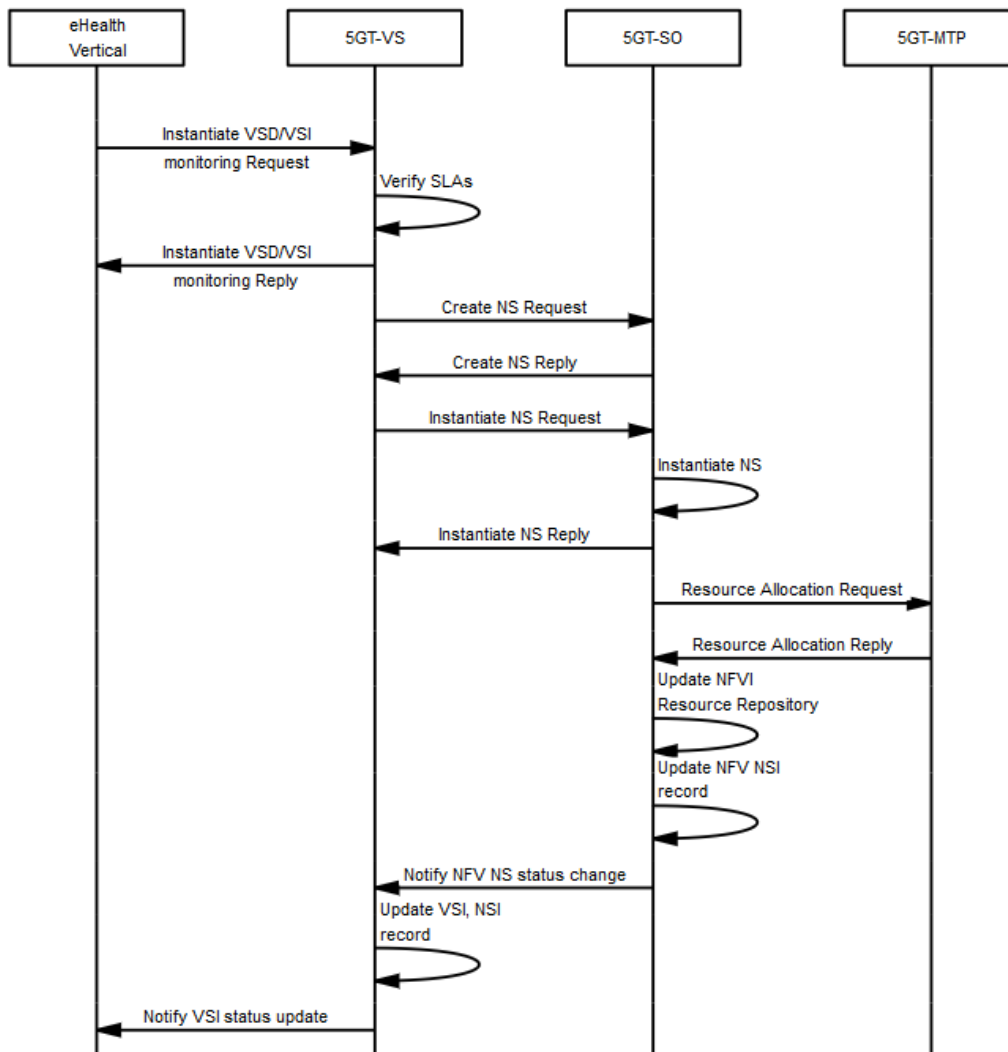 eHealth
Vertical
5GT-VS
5GT-SO
5GT-MTP
Instantiate VSD/VSI
monitoring Request
Verify SLAs
Instantiate VSD/VSI
monitoring Reply
Create NS Request
Create NS Reply
Instantiate NS Request
Instantiate NS
Instantiate NS Reply
Resource Allocation Request
Resource Allocation Reply
Update NFVI
Resource Repository
Update NFV NSI
record
Notify NFV NS status change
Update VSI, NSI
record
Notify VSI status update